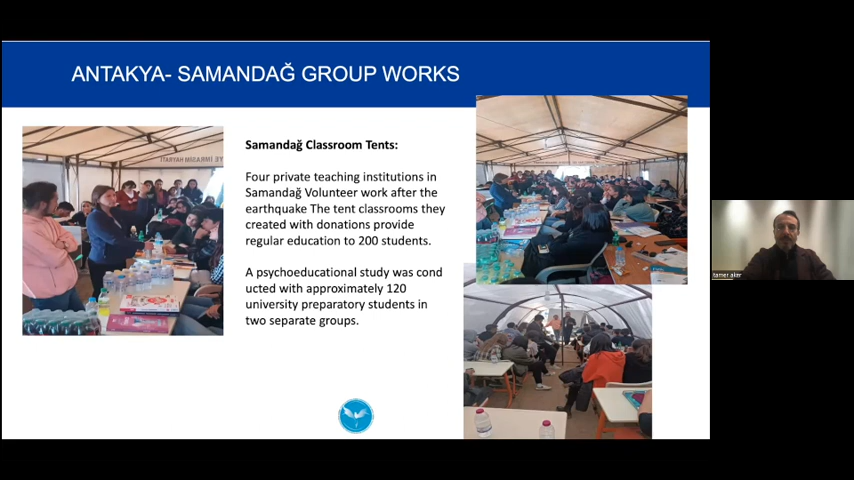 ANTAKYA- SAMANDAĞ GROUP WORKS
Samandağ Classroom Tents:
Four private teaching institutions in
Samandağ Volunteer work after the
earthquake The tent classrooms they
created with donations provide
regular education to 200 students.
A psychoeducational study was cond
ucted with approximately 120
university preparatory students in
two separate groups.
tamer aker